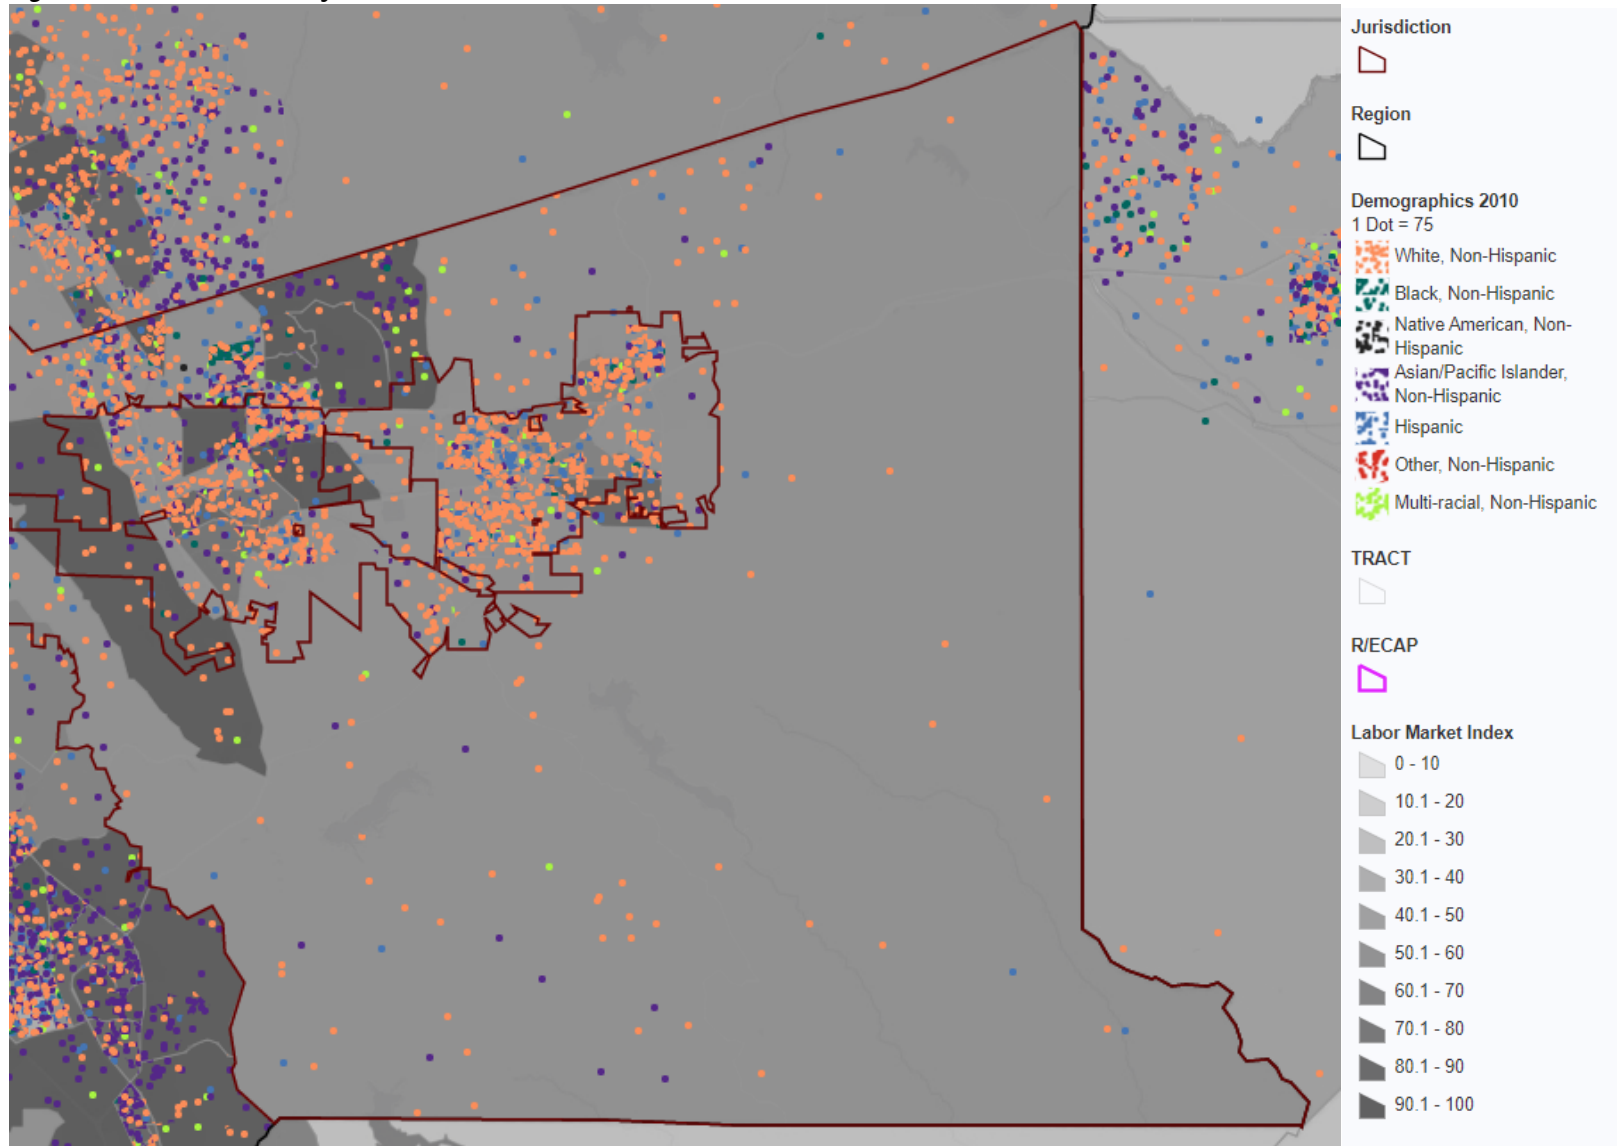 Jurisdiction
Region
Demographics 2010
1 Dot = 75
White, Non-Hispanic
Black, Non-Hispanic
Native American, Non-
Hispanic
Asian/Pacific Islander,
Non-Hispanic
Hispanic
Other, Non-Hispanic
Multi-racial, Non-Hispanic
TRACT
R/ECAP
Labor Market Index
0 - 10
10.1 - 20
20.1 - 30
30.1 - 40
40.1 - 50
50.1 - 60
60.1 - 70
70.1 - 80
80.1 - 90
90.1 - 100